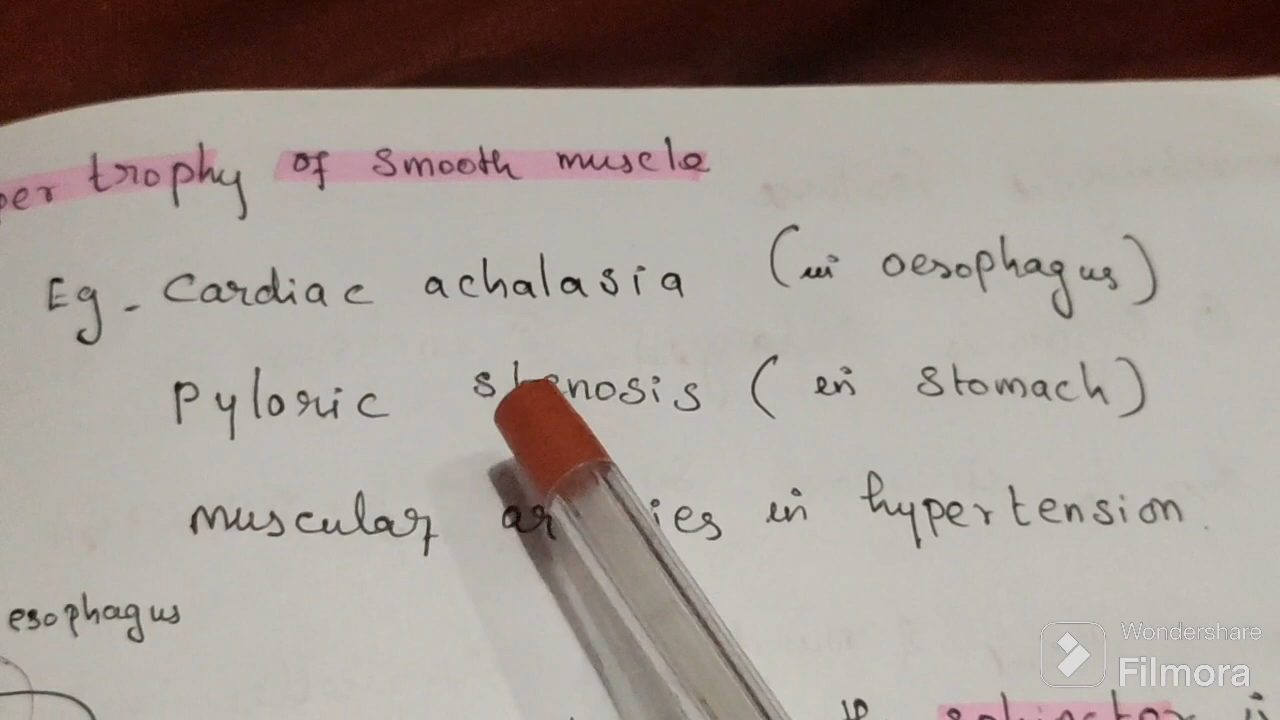 per trophy of smooth muscle
Eg - Cardiac achalasia (in oesophagus)
Pyloric stenosis (in stomach)
muscular in hypertension.
esophagus
Wondershare
Filmora